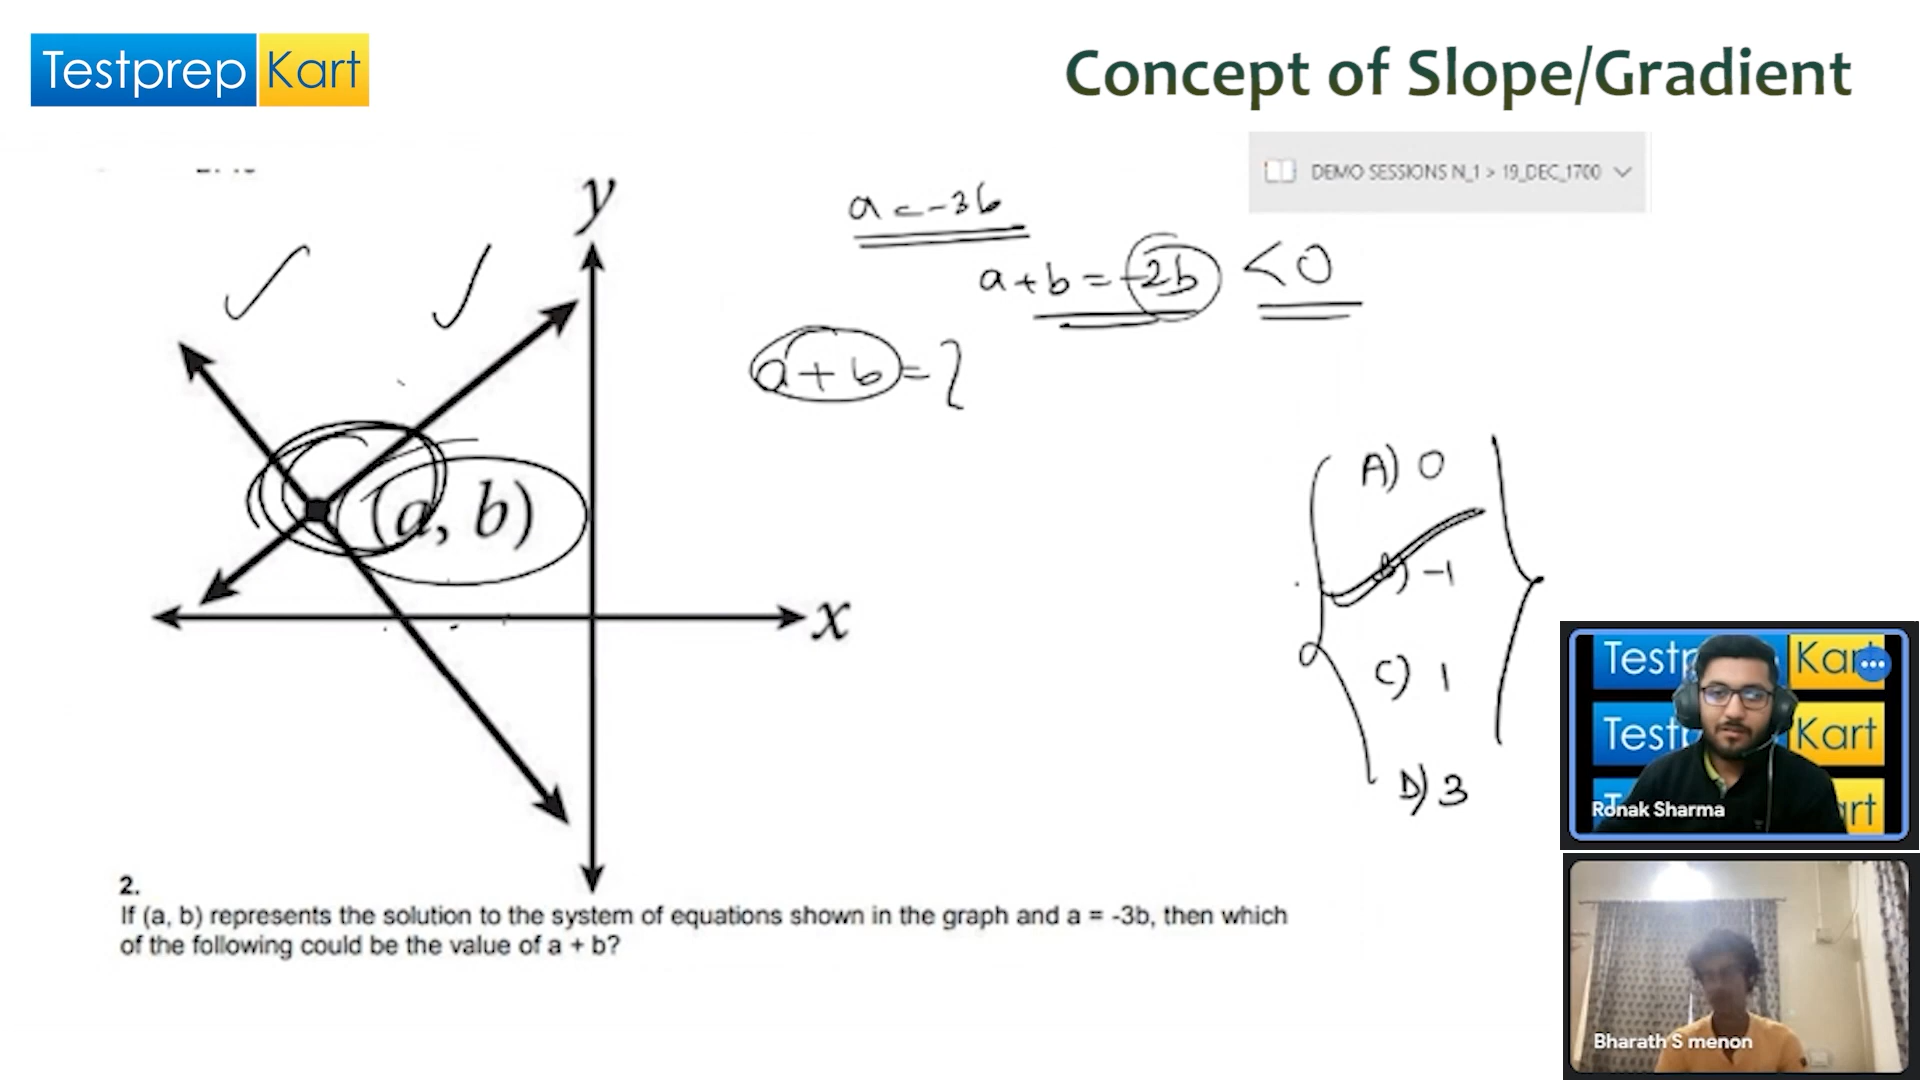 Testprep Kart
Concept of Slope/Gradient
DEMO SESSIONS N_1 > 19_DEC_1700
y
a = -3b
a + b = -2b < 0
a + b = ?
(a, b)
x
A) 0
B) -1
C) 1
D) 3
2.
If (a, b) represents the solution to the system of equations shown in the graph and a = -3b, then which
of the following could be the value of a + b?
Kart
Kart
Ronak Sharma
Bharath S menon